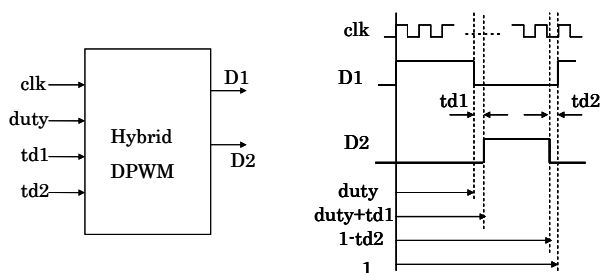 clk
duty
td1
td2
Hybrid
DPWM
D1
D2
clk
D1
td1
td2
D2
duty
duty+td1
1-td2
1